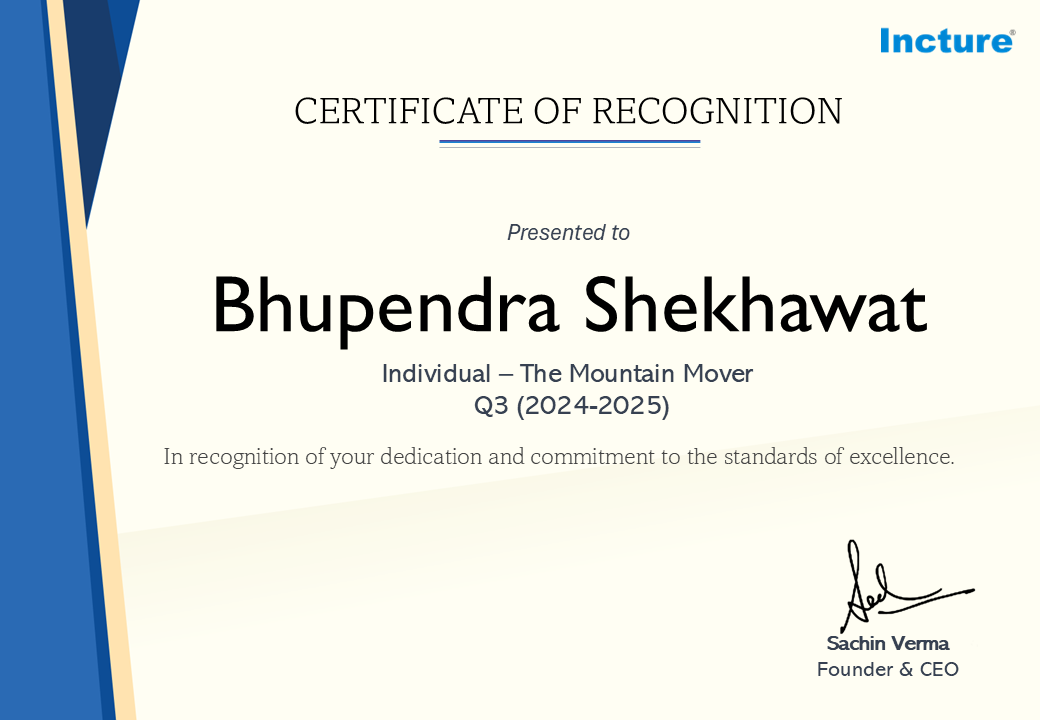 Incture®
CERTIFICATE OF RECOGNITION
Presented to
Bhupendra Shekhawat
Individual – The Mountain Mover
Q3 (2024-2025)
In recognition of your dedication and commitment to the standards of excellence.
Sachin Verma
Founder & CEO